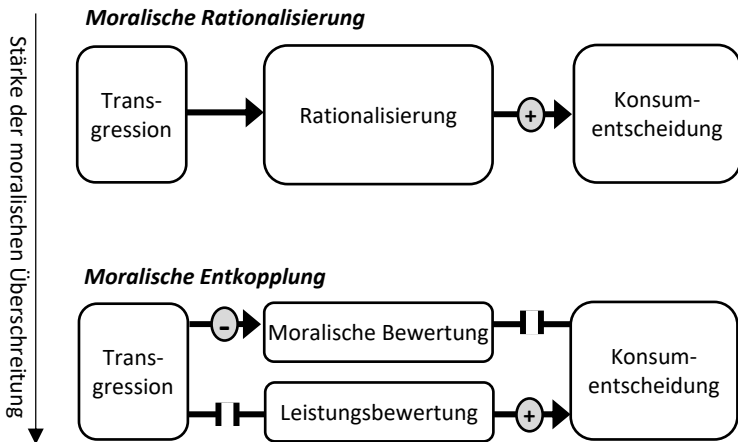 Moralische Rationalisierung
Stärke der moralischen Überschreitung
Trans-
gression
Rationalisierung
+
Konsum-
entscheidung
Moralische Entkopplung
Trans-
gression
-
Moralische Bewertung
Leistungsbewertung
+
Konsum-
entscheidung